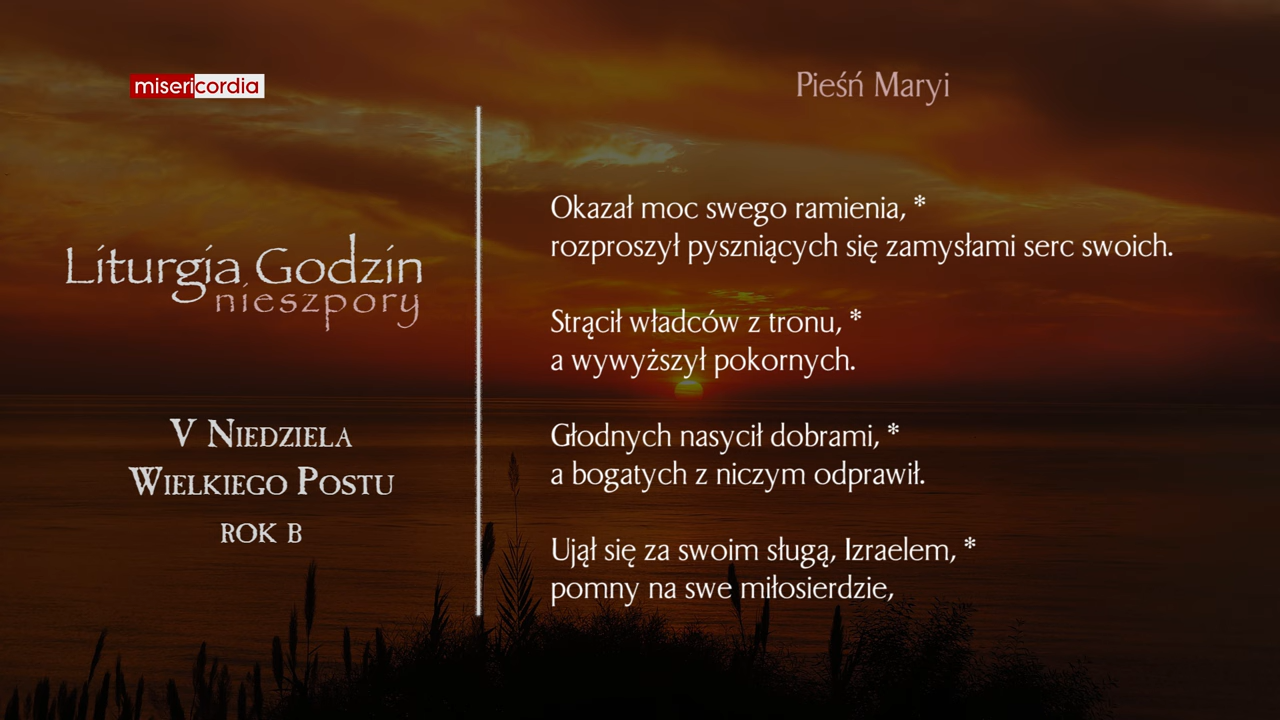 misericordia
Liturgia Godzin
nieszpory
V Niedziela
Wielkiego Postu
rok B
Pieśń Maryi
Okazał moc swego ramienia, *
rozproszył pyszniących się zamysłami serc swoich.
Strącił władców z tronu, *
a wywyższył pokornych.
Głodnych nasycił dobrami, *
a bogatych z niczym odprawił.
Ujął się za swoim sługą, Izraelem, *
pomny na swe miłosierdzie,